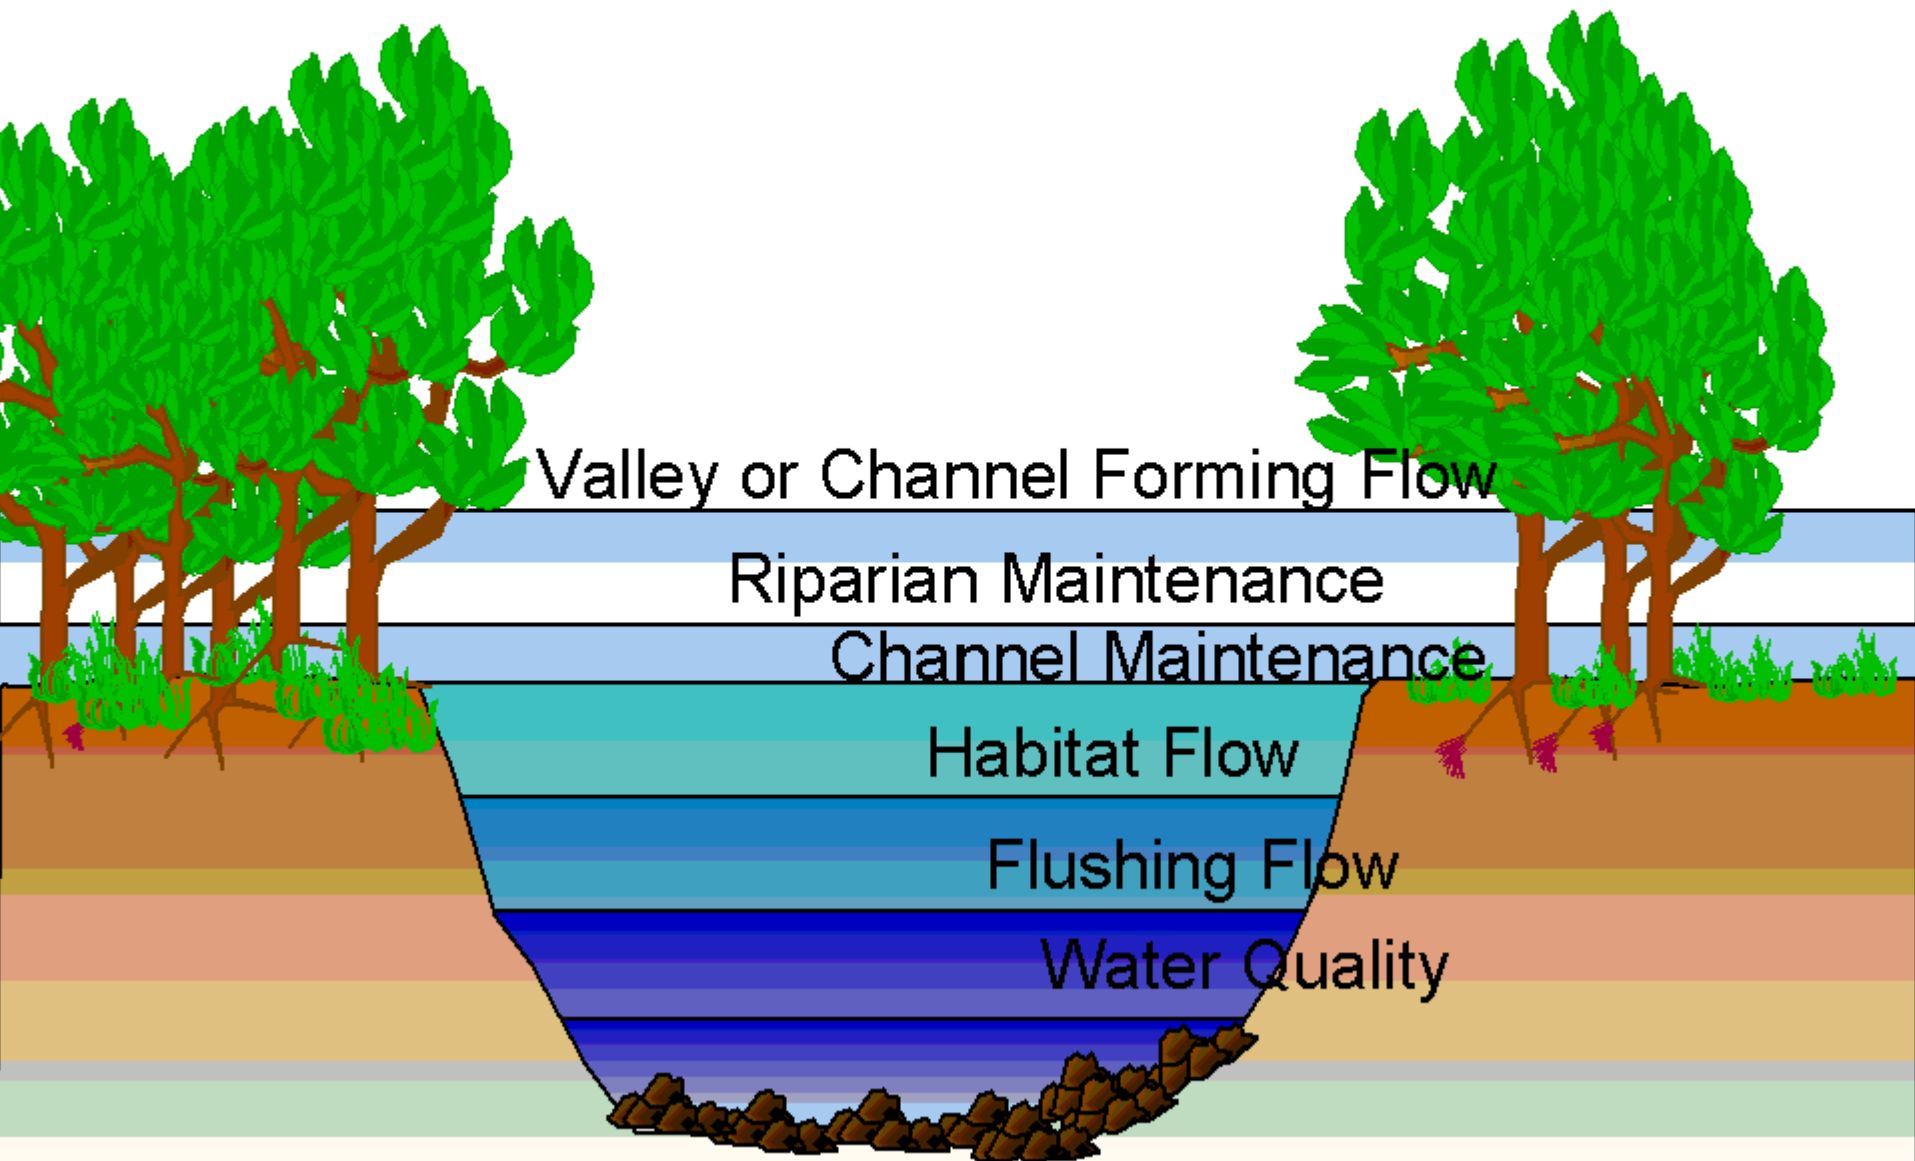 Valley or Channel Forming Flow
Riparian Maintenance
Channel Maintenance
Habitat Flow
Flushing Flow
Water Quality